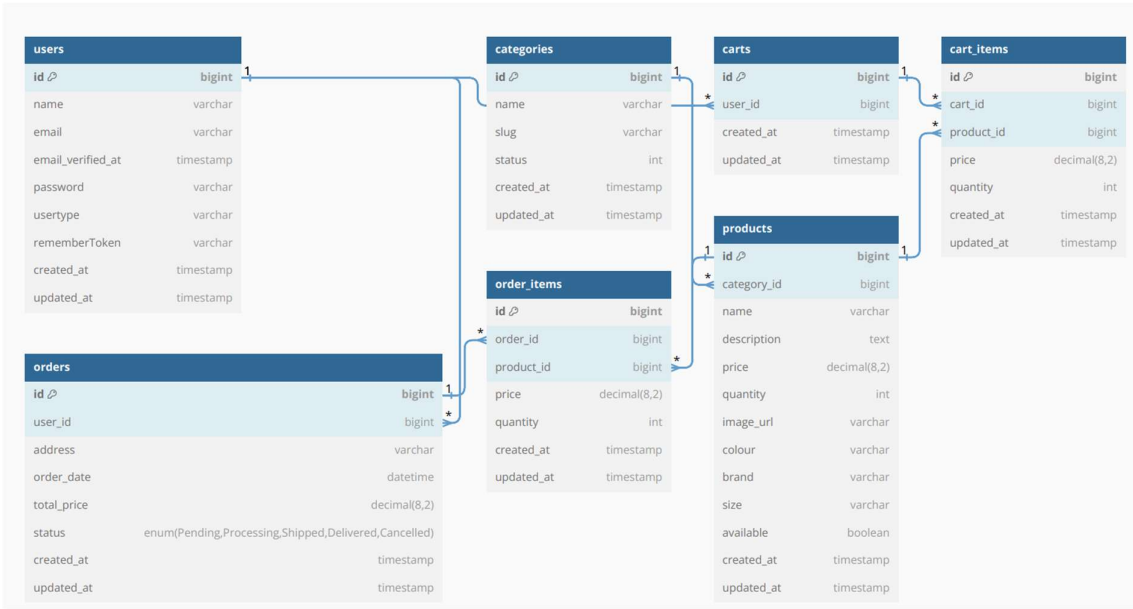 users
id bigint
name varchar
email varchar
email_verified_at timestamp
password varchar
usertype varchar
rememberToken varchar
created_at timestamp
updated_at timestamp
1
orders
id bigint
user_id bigint
address varchar
order_date datetime
total_price decimal(8,2)
status enum(Pending,Processing,Shipped,Delivered,Cancelled)
created_at timestamp
updated_at timestamp
1
*
categories
id bigint
name varchar
slug varchar
status int
created_at timestamp
updated_at timestamp
1
order_items
id bigint
* order_id bigint
product_id bigint *
price decimal(8,2)
quantity int
created_at timestamp
updated_at timestamp
carts
id bigint 1
* user_id bigint
created_at timestamp
updated_at timestamp
products
1 id bigint 1
* category_id bigint
name varchar
description text
price decimal(8,2)
quantity int
image_url varchar
colour varchar
brand varchar
size varchar
available boolean
created_at timestamp
updated_at timestamp
cart_items
id bigint
* cart_id bigint
* product_id bigint
price decimal(8,2)
quantity int
created_at timestamp
updated_at timestamp